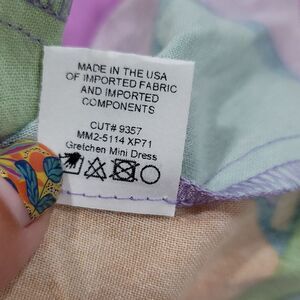 MADE IN THE USA
OF IMPORTED FABRIC
AND IMPORTED
COMPONENTS
CUT# 9357
MM2-5114 XP71
Gretchen Mini Dress